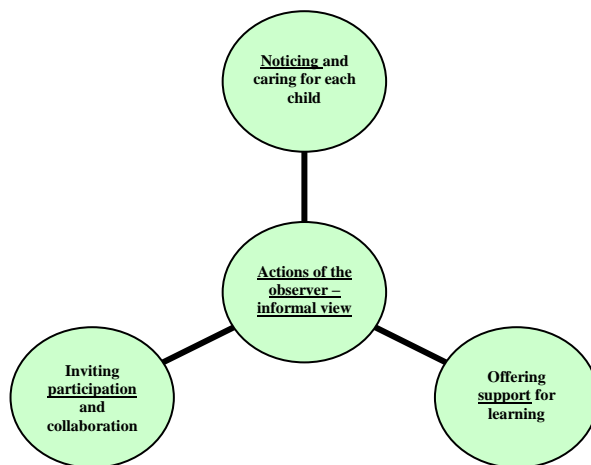 Noticing and
caring for each
child
Actions of the
observer –
informal view
Inviting
participation
and
collaboration
Offering
support for
learning